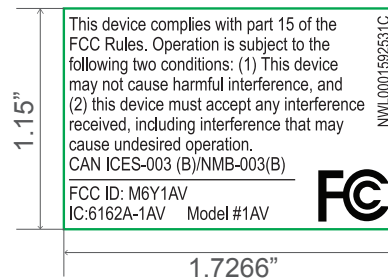 This device complies with part 15 of the
FCC Rules. Operation is subject to the
following two conditions: (1) This device
may not cause harmful interference, and
(2) this device must accept any interference
received, including interference that may
cause undesired operation.
CAN ICES-003 (B)/NMB-003(B)
FCC ID: M6Y1AV
IC:6162A-1AV Model #1AV
NWL0001592531C
FC
1.15”
1.7266”